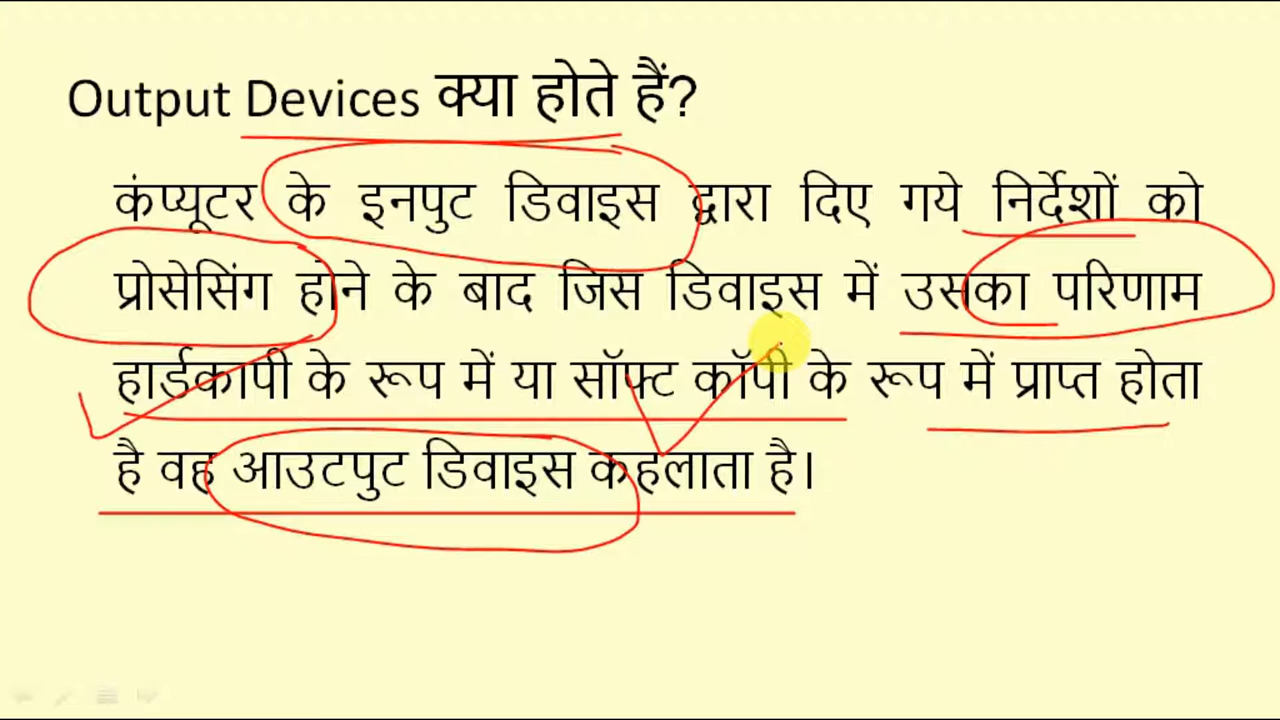 Output Devices क्या होते हैं?
कंप्यूटर के इनपुट डिवाइस द्वारा दिए गये निर्देशों को
प्रोसेसिंग होने के बाद जिस डिवाइस में उसका परिणाम
हार्डकापी के रूप में या सॉफ्ट कॉपी के रूप में प्राप्त होता
है वह आउटपुट डिवाइस कहलाता है।